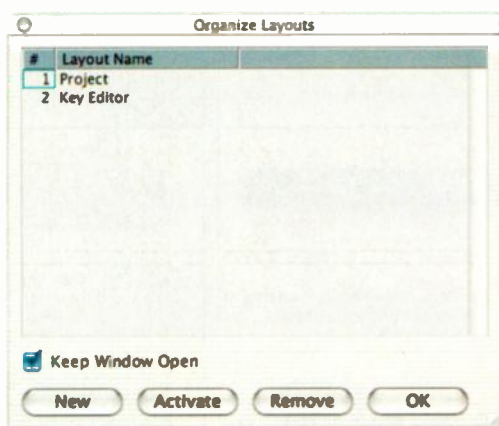 Organize Layouts
# Layout Name
1 Project
2 Key Editor
Keep Window Open
New Activate Remove OK